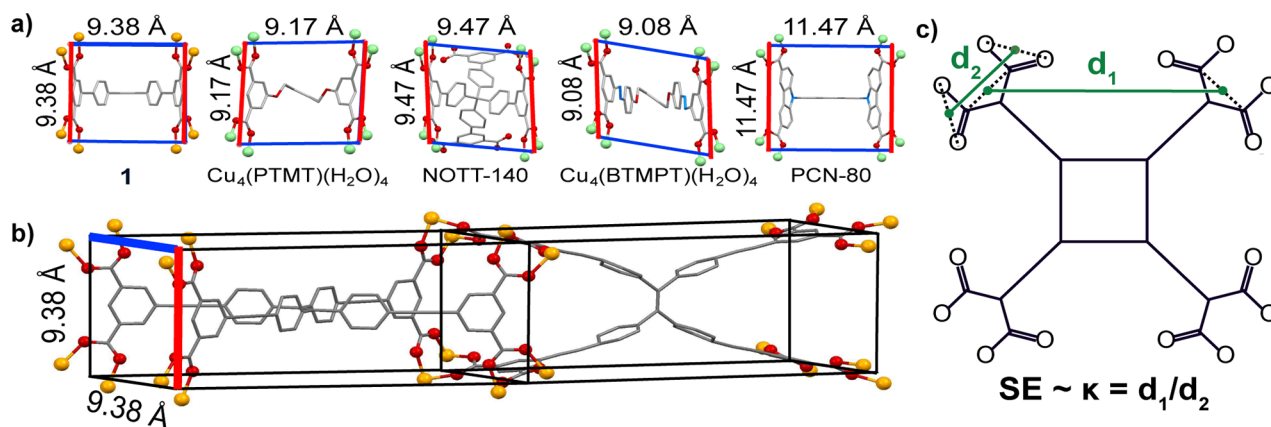 a)
9.38 Å
9.38 Å
1
9.17 Å
9.17 Å
Cu₄(PTMT)(H₂O)₄
9.47 Å
9.47 Å
NOTT-140
9.08 Å
9.08 Å
Cu₄(BTMPT)(H₂O)₄
11.47 Å
11.47 Å
PCN-80
b)
9.38 Å
9.38 Å
c)
O O O O
d₂
d₁
O O O O
O O O O
SE ~ κ = d₁/d₂